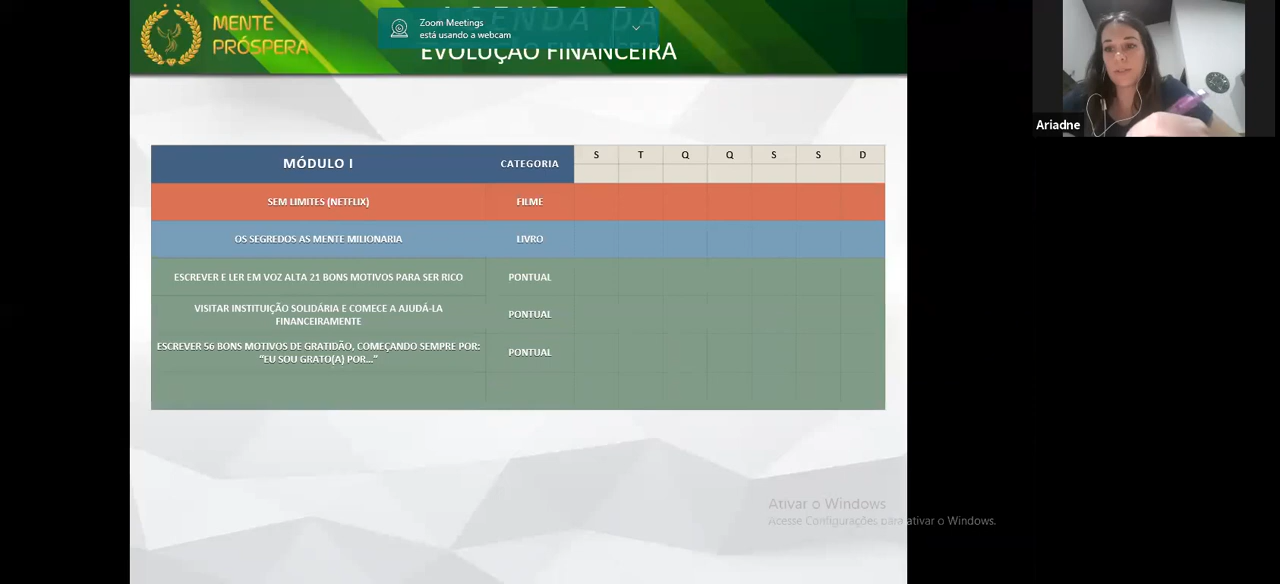 MENTE
PRÓSPERA
AGENDA DA
EVOLUÇÃO FINANCEIRA
Zoom Meetings
está usando a webcam
Ariadne
MÓDULO I
CATEGORIA
S T Q Q S S D
SEM LIMITES (NETFLIX)
FILME
OS SEGREDOS AS MENTE MILIONARIA
LIVRO
ESCREVER E LER EM VOZ ALTA 21 BONS MOTIVOS PARA SER RICO
PONTUAL
VISITAR INSTITUIÇÃO SOLIDÁRIA E COMECE A AJUDÁ-LA
FINANCEIRAMENTE
PONTUAL
ESCREVER 56 BONS MOTIVOS DE GRATIDÃO, COMEÇANDO SEMPRE POR:
“EU SOU GRATO(A) POR...”
PONTUAL
Ativar o Windows
Acesse Configurações para ativar o Windows.